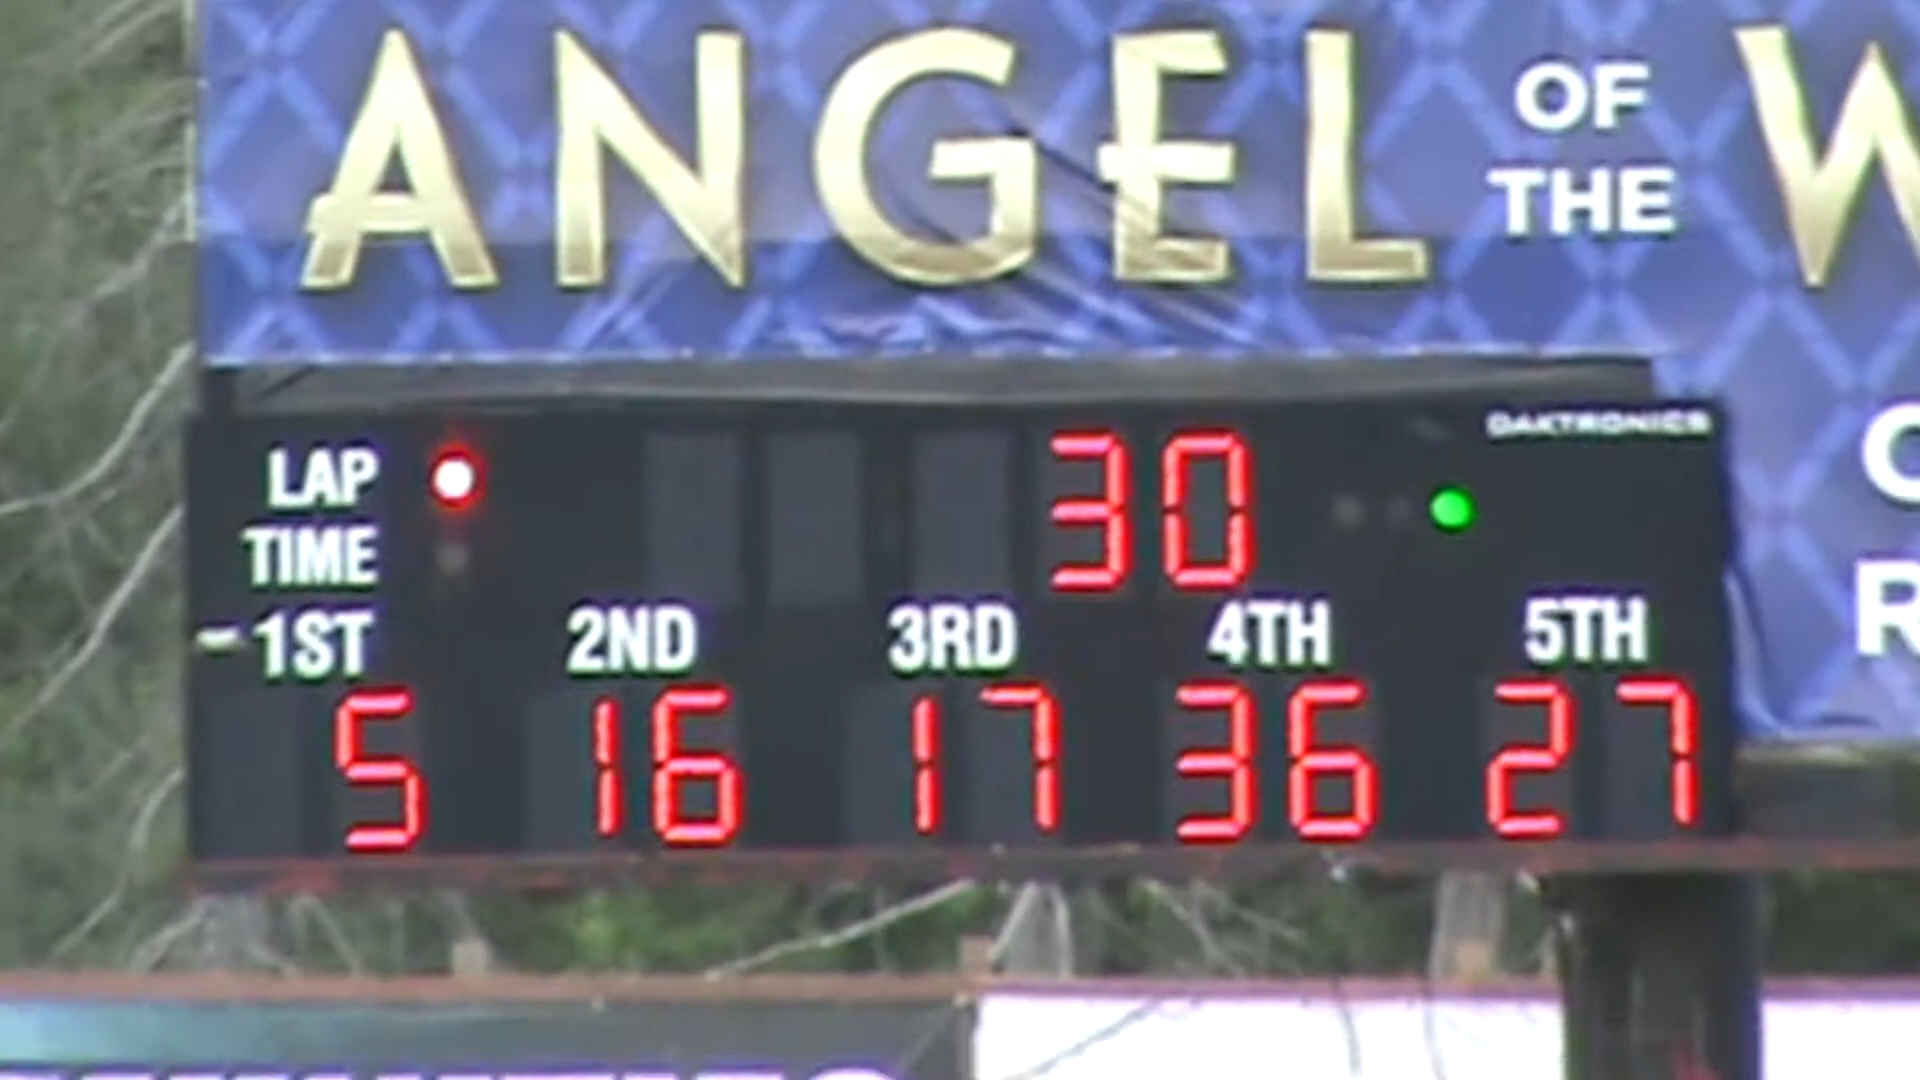 ANGEL OF THE
DAKTRONICS
LAP 30
TIME
1ST 2ND 3RD 4TH 5TH
5 16 17 36 27